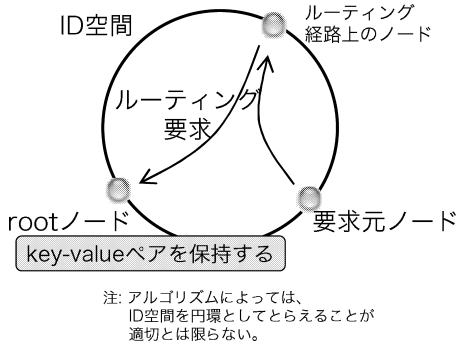 ID空間
ルーティング
経路上のノード
ルーティング
要求
rootノード
要求元ノード
key-valueペアを保持する
注: アルゴリズムによっては、
ID空間を円環としてとらえることが
適切とは限らない。